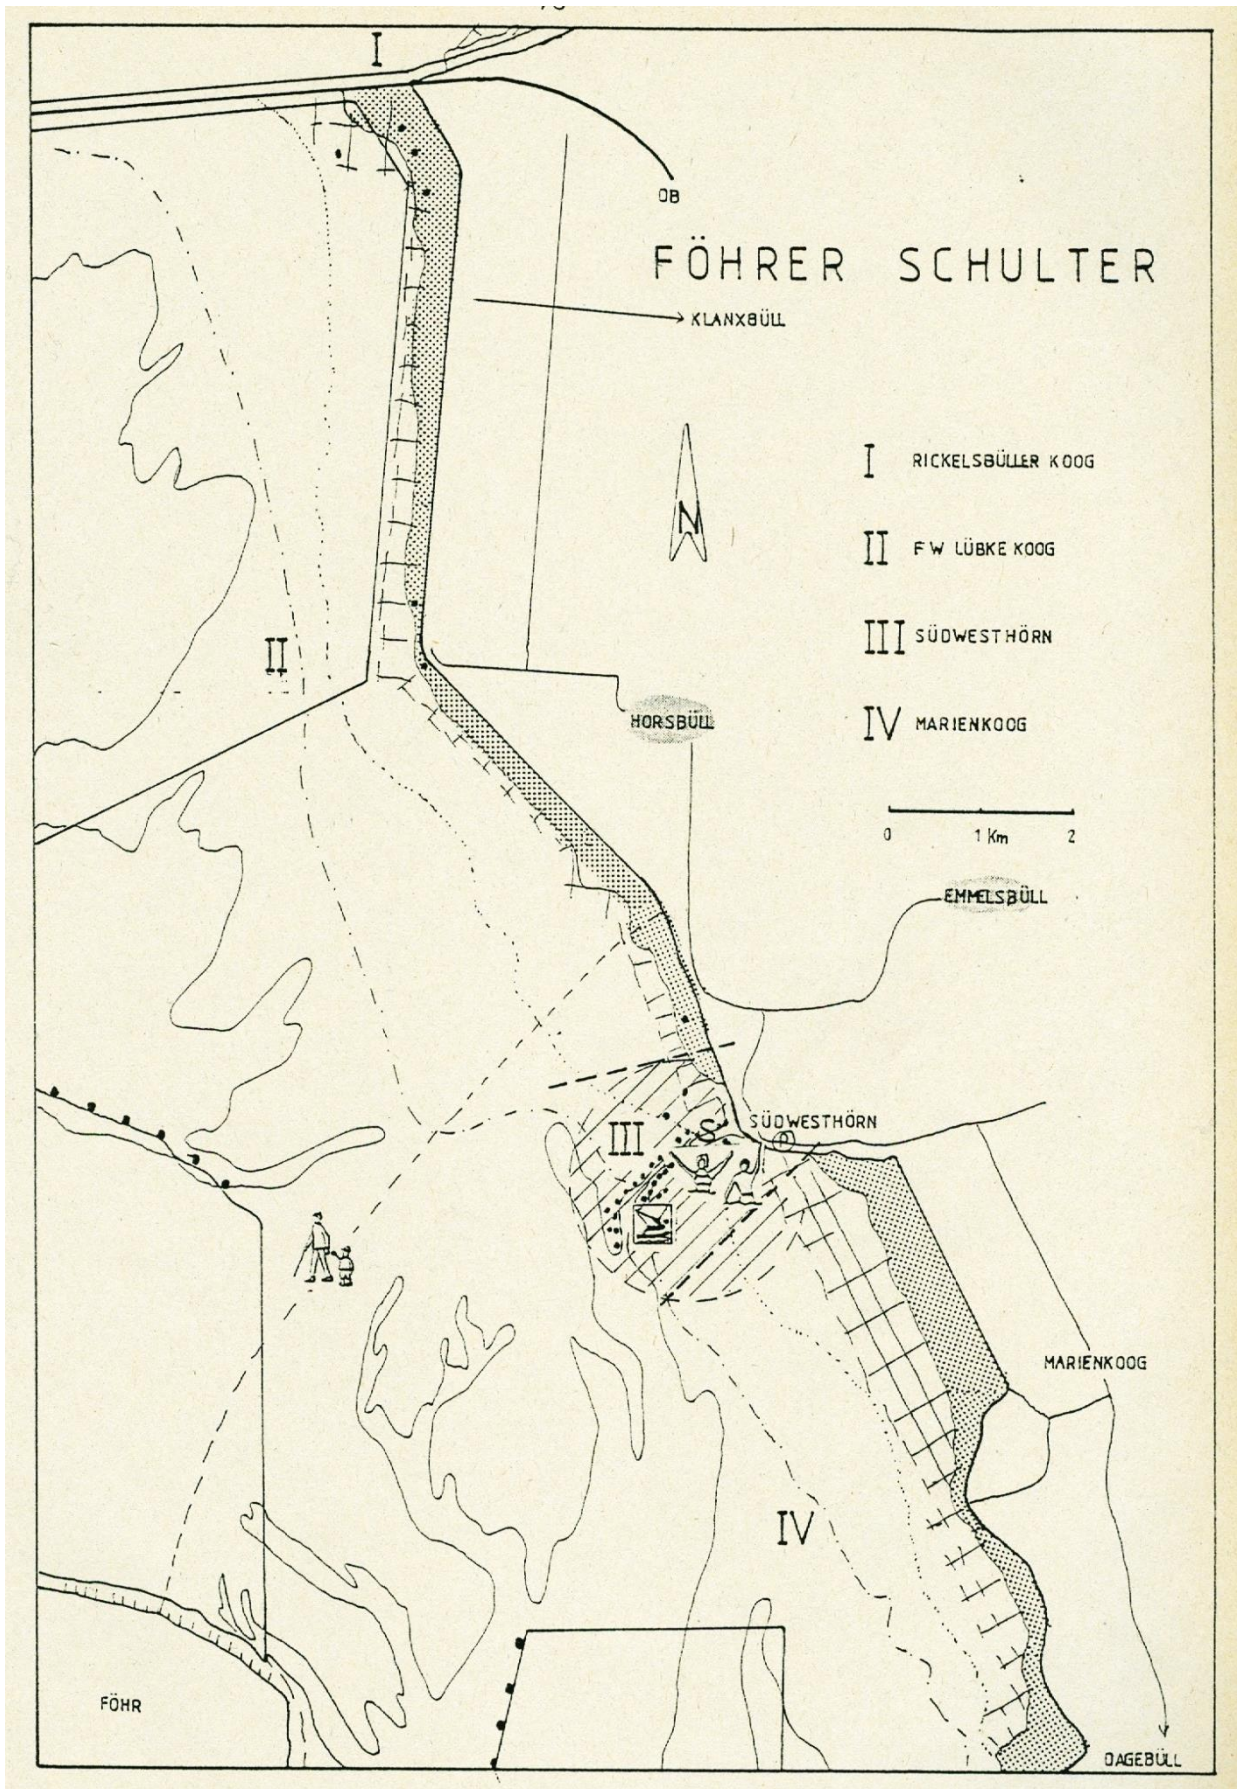 I
DB
FÖHRER SCHULTER
KLANXBÜLL
I RICKELSBÜLLER KOOG
N
II FW LÜBKE KOOG
III SÜDWESTHÖRN
II
HORSBÜLL
IV MARIENKOOG
0 1 Km 2
EMMELSBÜLL
SÜDWESTHÖRN
III
S
P
MARIENKOOG
IV
FÖHR
DAGEBÜLL